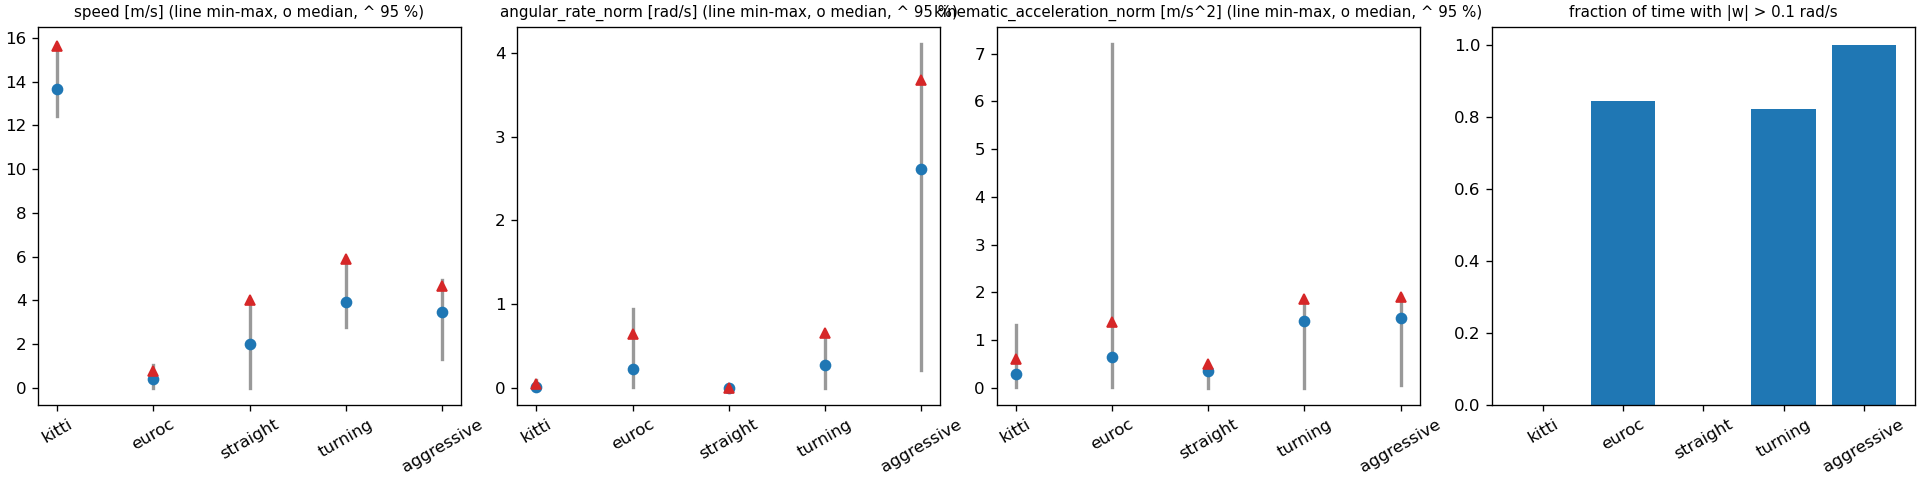 speed [m/s] (line min-max, o median, ^ 95 %)
16
14
12
10
8
6
4
2
0
kitti
euroc
straight
turning
aggressive
angular_rate_norm [rad/s] (line min-max, o median, ^ 95 %)
4
3
2
1
0
kitti
euroc
straight
turning
aggressive
kinematic_acceleration_norm [m/s^2] (line min-max, o median, ^ 95 %)
7
6
5
4
3
2
1
0
kitti
euroc
straight
turning
aggressive
fraction of time with |w| > 0.1 rad/s
1.0
0.8
0.6
0.4
0.2
0.0
kitti
euroc
straight
turning
aggressive